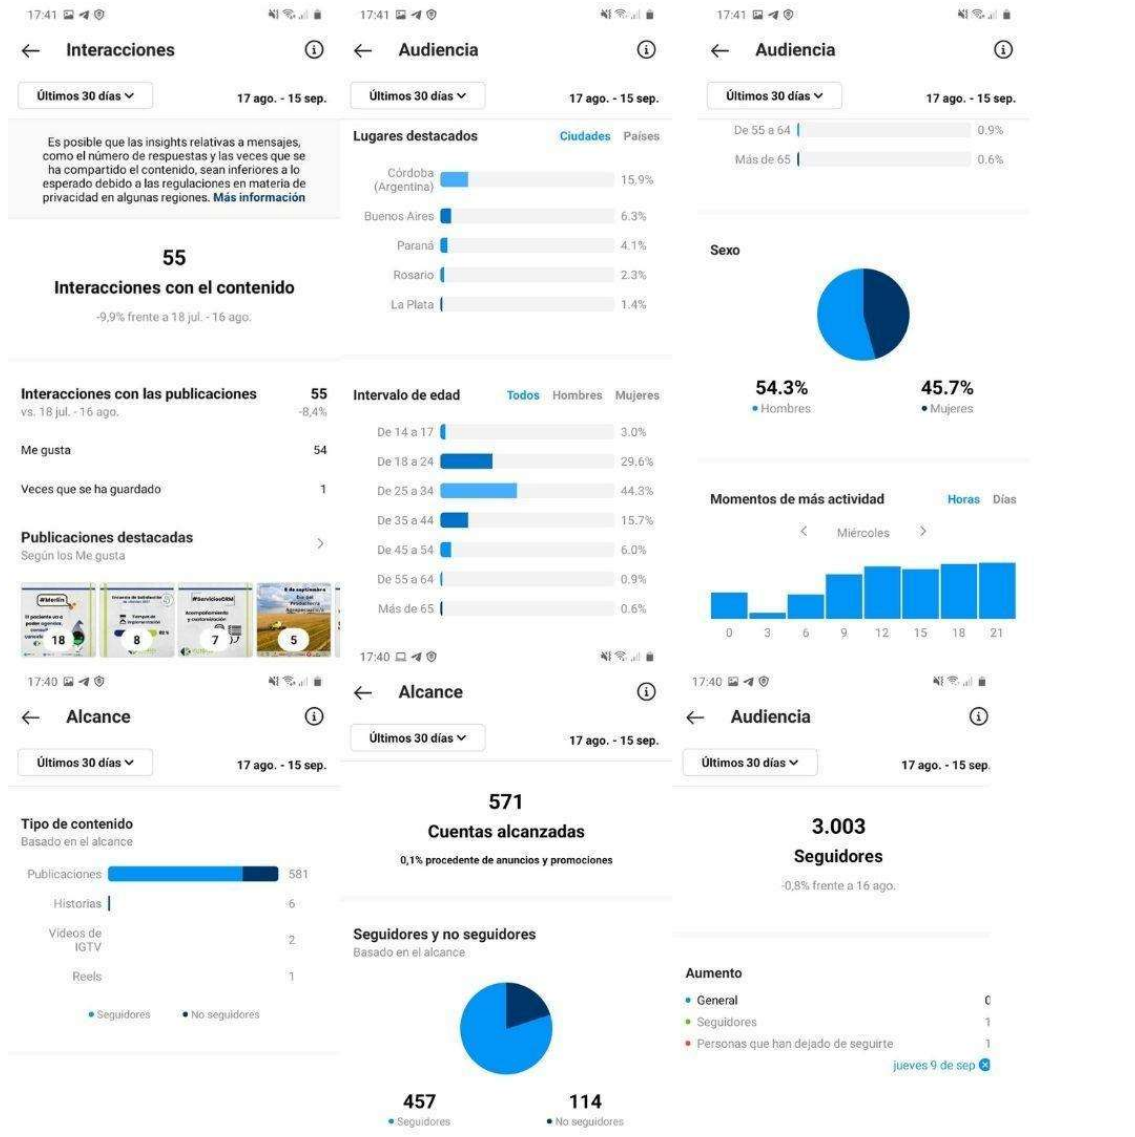 17:41
Interacciones
Últimos 30 días
17 ago. - 15 sep.
Es posible que las insights relativas a mensajes,
como el número de respuestas y las veces que se
ha compartido el contenido, sean inferiores a lo
esperado debido a las regulaciones en materia de
privacidad en algunas regiones. Más información
55
Interacciones con el contenido
-9,9% frente a 18 jul. - 16 ago.
Interacciones con las publicaciones 55
vs. 18 jul. - 16 ago. -8,4%
Me gusta 54
Veces que se ha guardado 1
Publicaciones destacadas
Según los Me gusta
#Merlin
18
8
#ServiciosCRM
Acompañamiento
7
5
17:41
Audiencia
Últimos 30 días
17 ago. - 15 sep.
Lugares destacados Ciudades Países
Córdoba
(Argentina) 15.9%
Buenos Aires 6.3%
Paraná 4.1%
Rosario 2.3%
La Plata 1.4%
Intervalo de edad Todos Hombres Mujeres
De 14 a 17 3.0%
De 18 a 24 29.6%
De 25 a 34 44.3%
De 35 a 44 15.7%
De 45 a 54 6.0%
De 55 a 64 0.9%
Más de 65 0.6%
17:41
Audiencia
Últimos 30 días
17 ago. - 15 sep.
De 55 a 64 0.9%
Más de 65 0.6%
Sexo
54.3% 45.7%
Hombres Mujeres
Momentos de más actividad Horas Días
Miércoles
0 3 6 9 12 15 18 21
17:40
Alcance
Últimos 30 días
17 ago. - 15 sep.
Tipo de contenido
Basado en el alcance
Publicaciones 581
Historias 6
Vídeos de
IGTV 2
Reels 1
Seguidores No seguidores
17:40
Alcance
Últimos 30 días
17 ago. - 15 sep.
571
Cuentas alcanzadas
0,1% procedente de anuncios y promociones
Seguidores y no seguidores
Basado en el alcance
457 114
Seguidores No seguidores
17:40
Audiencia
Últimos 30 días
17 ago. - 15 sep.
3.003
Seguidores
-0,8% frente a 16 ago.
Aumento
General 0
Seguidores 1
Personas que han dejado de seguirte 1
jueves 9 de sep